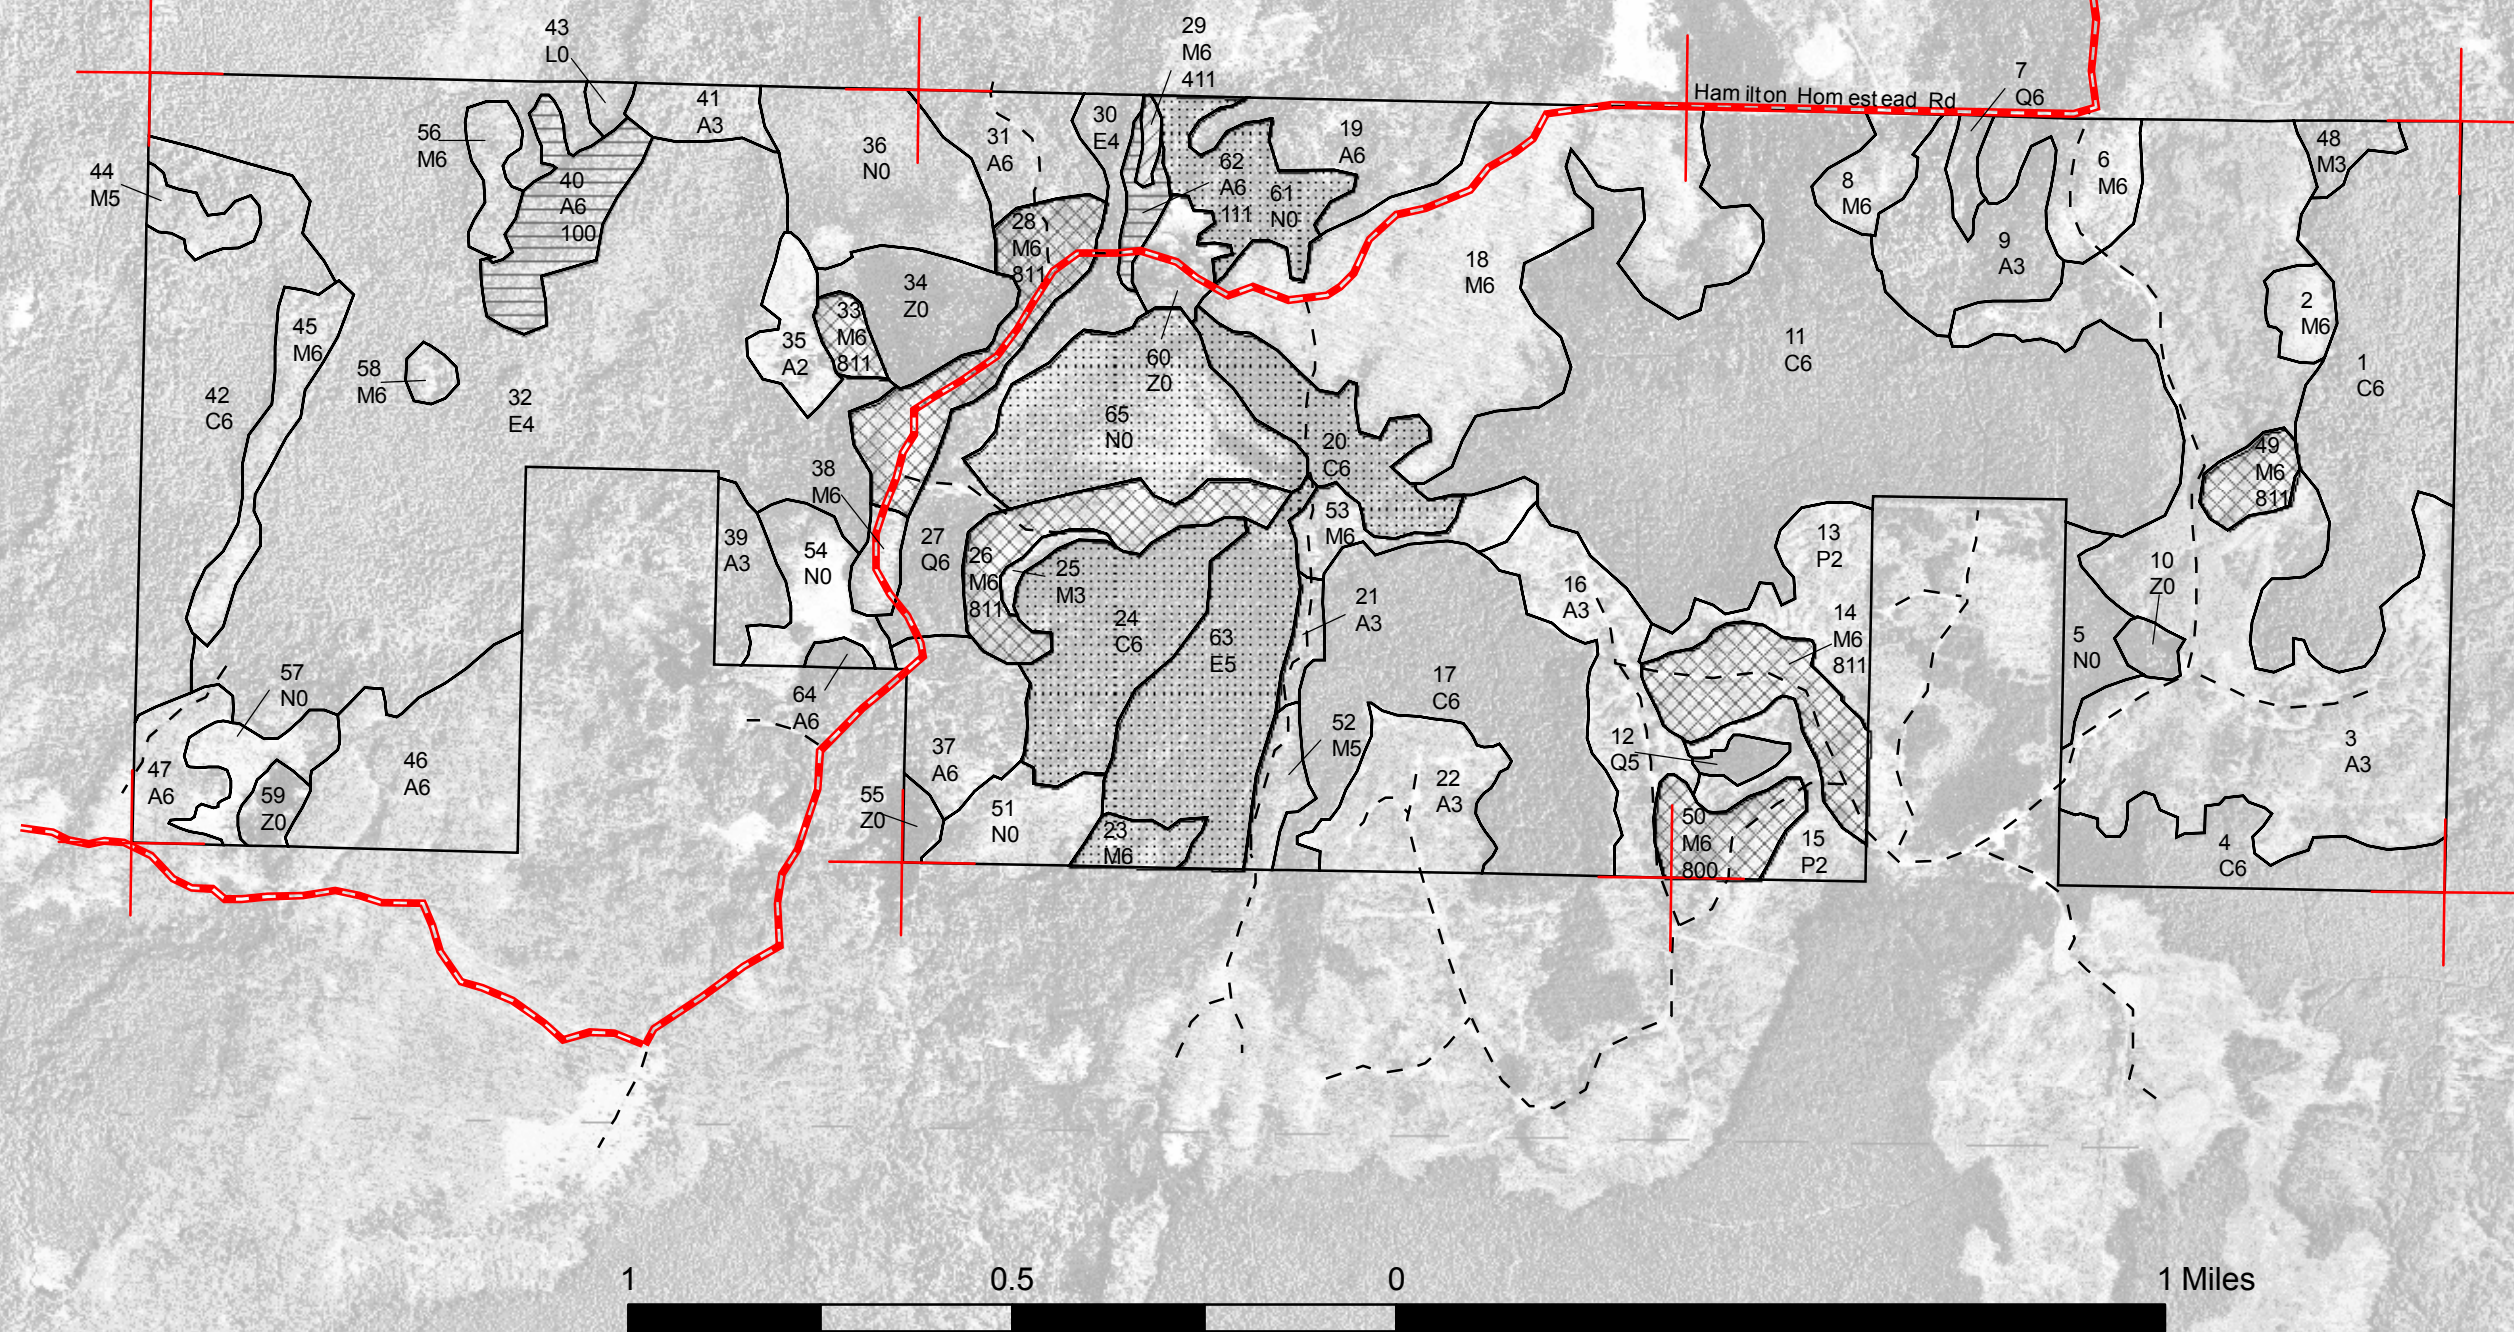 43
L0
29
M6
411
7
Q6
Hamilton Homestead Rd
41
A3
30
E4
31
A6
19
A6
48
M3
56
M6
36
N0
44
M5
40
A6
100
62
A6
111
61
N0
8
M6
6
M6
28
M6
811
9
A3
18
M6
34
Z0
2
M6
45
M6
33
M6
811
35
A2
11
C6
58
M6
60
Z0
1
C6
42
C6
32
E4
65
N0
20
C6
49
M6
811
38
M6
53
M6
39
A3
54
N0
27
Q6
26
M6
811
25
M3
13
P2
10
Z0
16
A3
21
A3
24
C6
63
E5
14
M6
811
5
N0
57
N0
64
A6
17
C6
52
M5
12
Q5
37
A6
46
A6
47
A6
3
A3
22
A3
59
Z0
55
Z0
51
N0
23
M6
50
M6
800
15
P2
4
C6
1 0.5 0 1 Miles